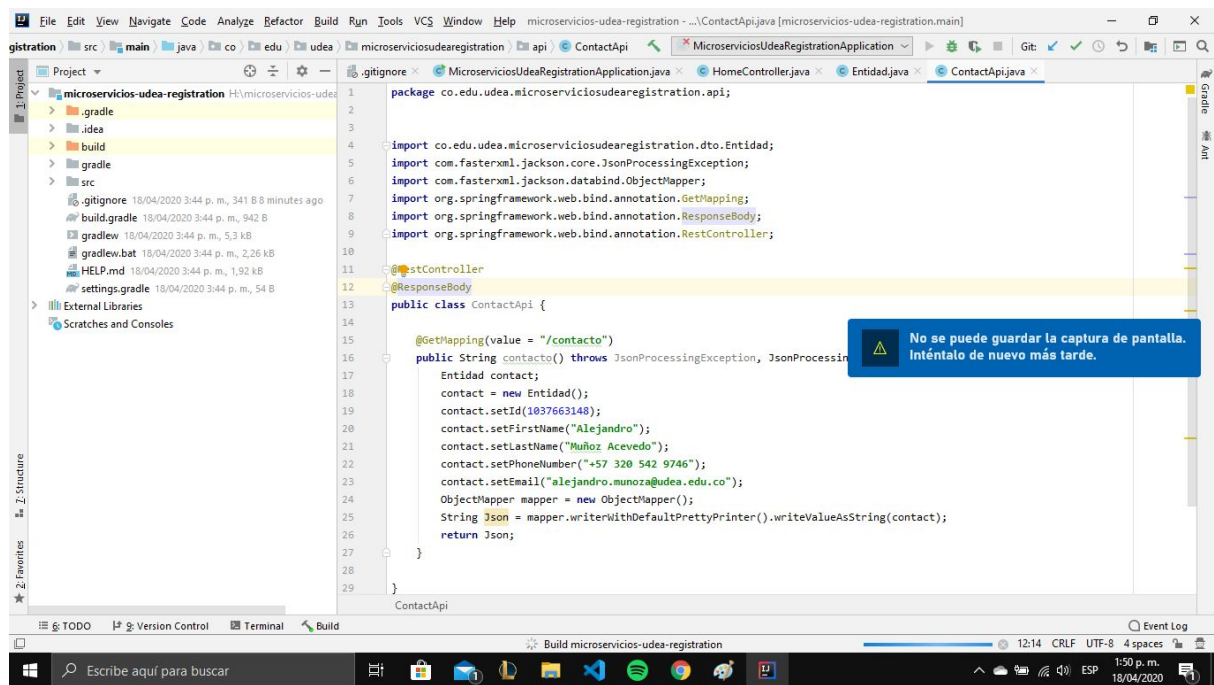 File Edit View Navigate Code Analyze Refactor Build Run Tools VCS Window Help microservicios-udea-registration - ...\ContactApi.java [microservicios-udea-registration.main]
gistration src main java co edu udea microserviciosudearegistration api ContactApi MicroserviciosUdeaRegistrationApplication Git:
Project
.gitignore MicroserviciosUdeaRegistrationApplication.java HomeController.java Entidad.java ContactApi.java
1: Project
microservicios-udea-registration H:\microservicios-udea
.gradle
.idea
build
gradle
src
.gitignore 18/04/2020 3:44 p. m., 341 B 8 minutes ago
build.gradle 18/04/2020 3:44 p. m., 942 B
gradlew 18/04/2020 3:44 p. m., 5,3 kB
gradlew.bat 18/04/2020 3:44 p. m., 2,26 kB
HELP.md 18/04/2020 3:44 p. m., 1,92 kB
settings.gradle 18/04/2020 3:44 p. m., 54 B
External Libraries
Scratches and Consoles
7: Structure
2: Favorites
1 package co.edu.udea.microserviciosudearegistration.api;
2
3
4 import co.edu.udea.microserviciosudearegistration.dto.Entidad;
5 import com.fasterxml.jackson.core.JsonProcessingException;
6 import com.fasterxml.jackson.databind.ObjectMapper;
7 import org.springframework.web.bind.annotation.GetMapping;
8 import org.springframework.web.bind.annotation.ResponseBody;
9 import org.springframework.web.bind.annotation.RestController;
10
11 @RestController
12 @ResponseBody
13 public class ContactApi {
14
15 @GetMapping(value = "/contacto")
16 public String contacto() throws JsonProcessingException, JsonProcessin
17 Entidad contact;
18 contact = new Entidad();
19 contact.setId(1037663148);
20 contact.setFirstName("Alejandro");
21 contact.setLastName("Muñoz Acevedo");
22 contact.setPhoneNumber("+57 320 542 9746");
23 contact.setEmail("alejandro.munoza@udea.edu.co");
24 ObjectMapper mapper = new ObjectMapper();
25 String Json = mapper.writerWithDefaultPrettyPrinter().writeValueAsString(contact);
26 return Json;
27 }
28
29 }
ContactApi
Gradle
Ant
No se puede guardar la captura de pantalla.
Inténtalo de nuevo más tarde.
6: TODO 9: Version Control Terminal Build Event Log
Build microservicios-udea-registration 12:14 CRLF UTF-8 4 spaces
Escribe aquí para buscar
ESP
1:50 p. m.
18/04/2020